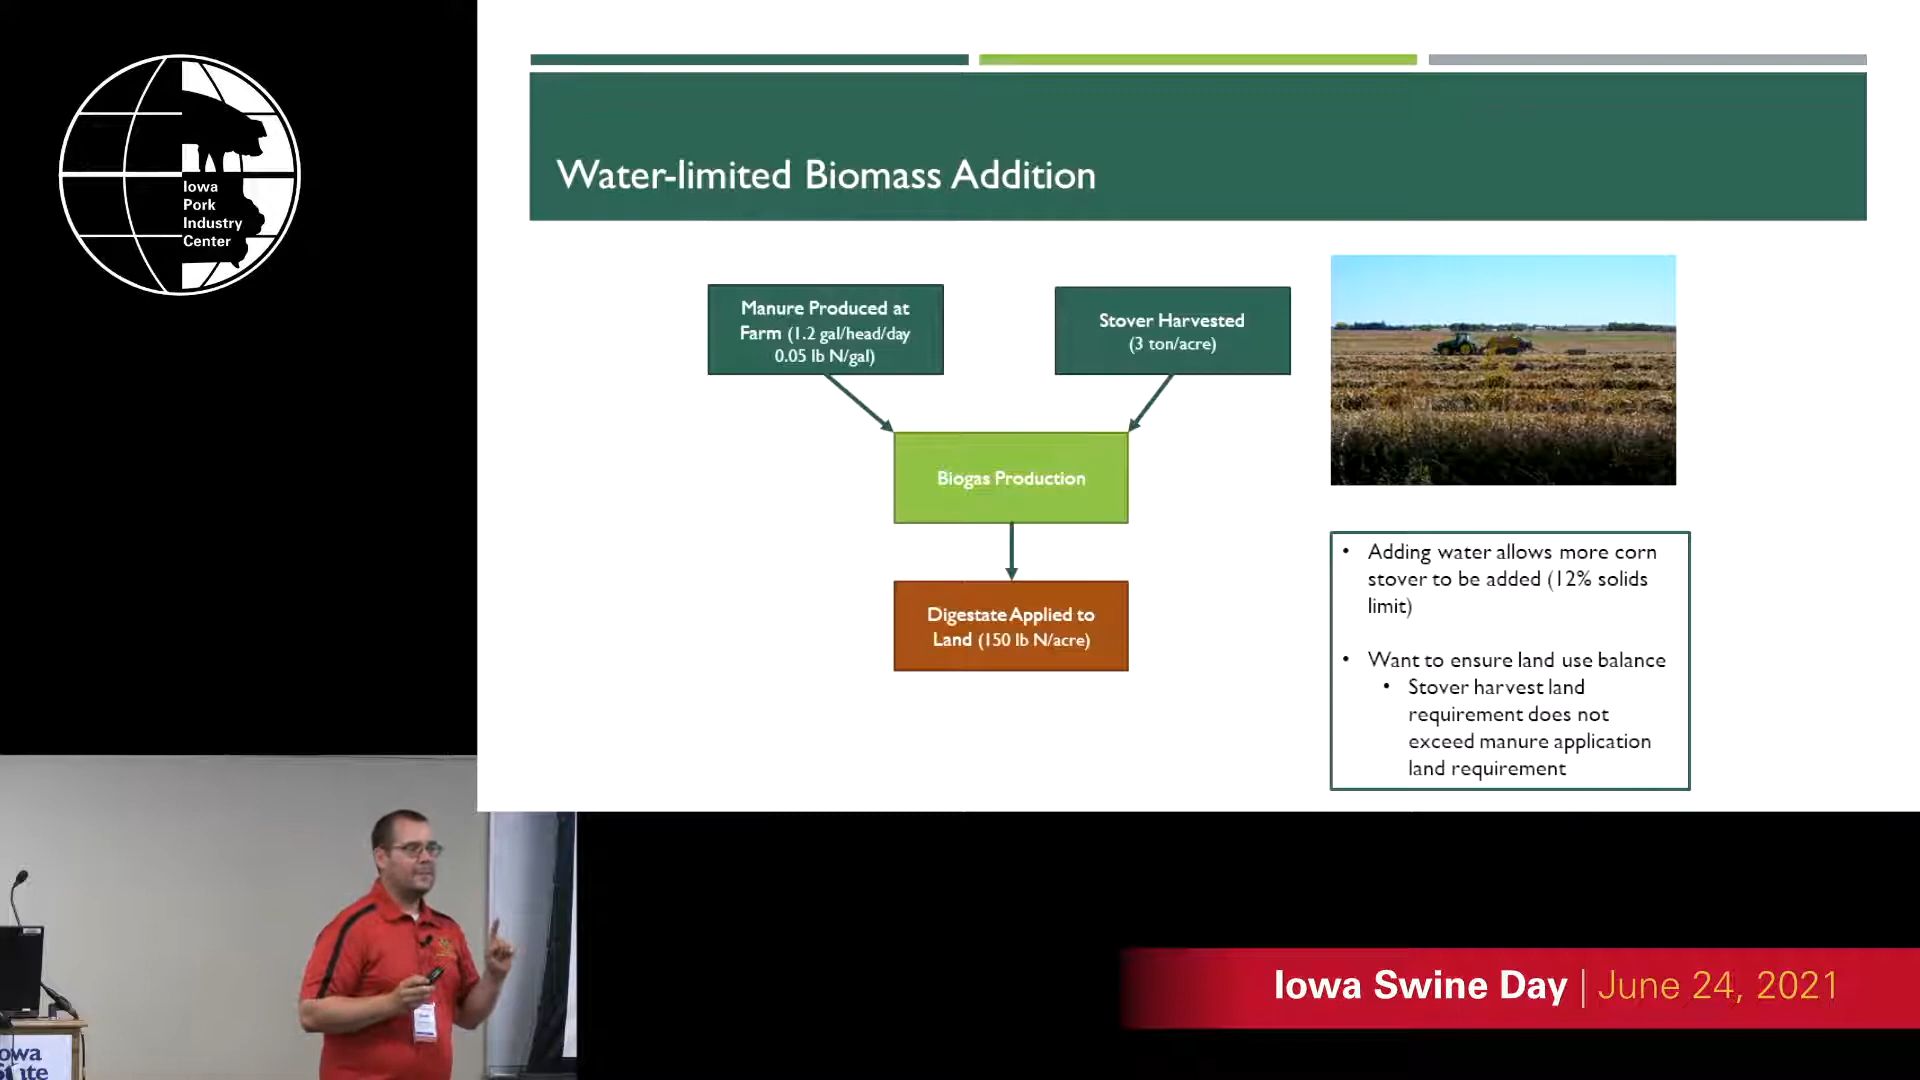 Iowa
Pork
Industry
Center
Water-limited Biomass Addition
Manure Produced at
Farm (1.2 gal/head/day
0.05 lb N/gal)
Stover Harvested
(3 ton/acre)
Biogas Production
Digestate Applied to
Land (150 lb N/acre)
• Adding water allows more corn
stover to be added (12% solids
limit)
• Want to ensure land use balance
• Stover harvest land
requirement does not
exceed manure application
land requirement
Iowa Swine Day | June 24, 2021
owa